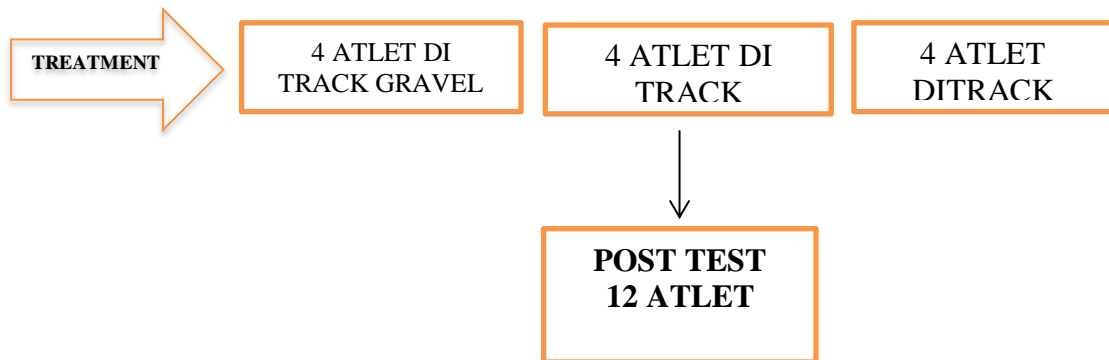 TREATMENT
4 ATLET DI
TRACK GRAVEL
4 ATLET DI
TRACK
4 ATLET
DITRACK
POST TEST
12 ATLET